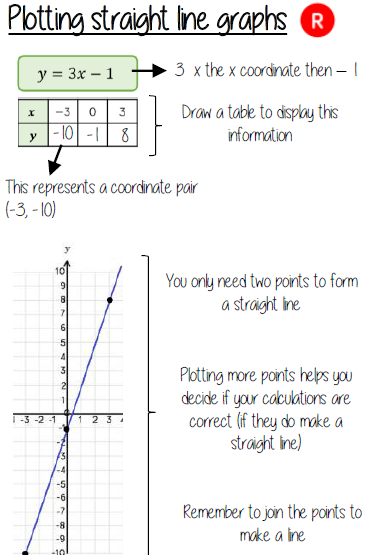 Plotting straight line graphs R
y = 3x − 1
3 x the x coordinate then − 1
x −3 0 3
y −10 −1 8
Draw a table to display this
information
This represents a coordinate pair
(-3, -10)
y
10
9
8
7
6
5
4
3
2
1
-3 -2 -1 1 2 3
-1
-2
-3
-4
-5
-6
-7
-8
-9
-10
You only need two points to form
a straight line
Plotting more points helps you
decide if your calculations are
correct (if they do make a
straight line)
Remember to join the points to
make a line